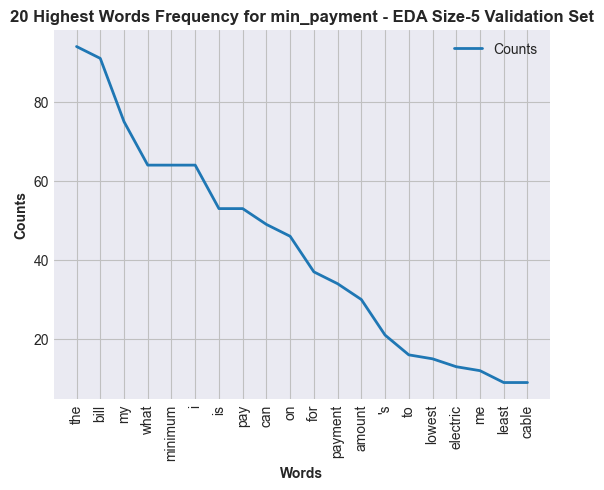 20 Highest Words Frequency for min_payment - EDA Size-5 Validation Set
Counts
Counts
80
60
40
20
the
bill
my
what
minimum
i
is
pay
can
on
for
payment
amount
's
to
lowest
electric
me
least
cable
Words